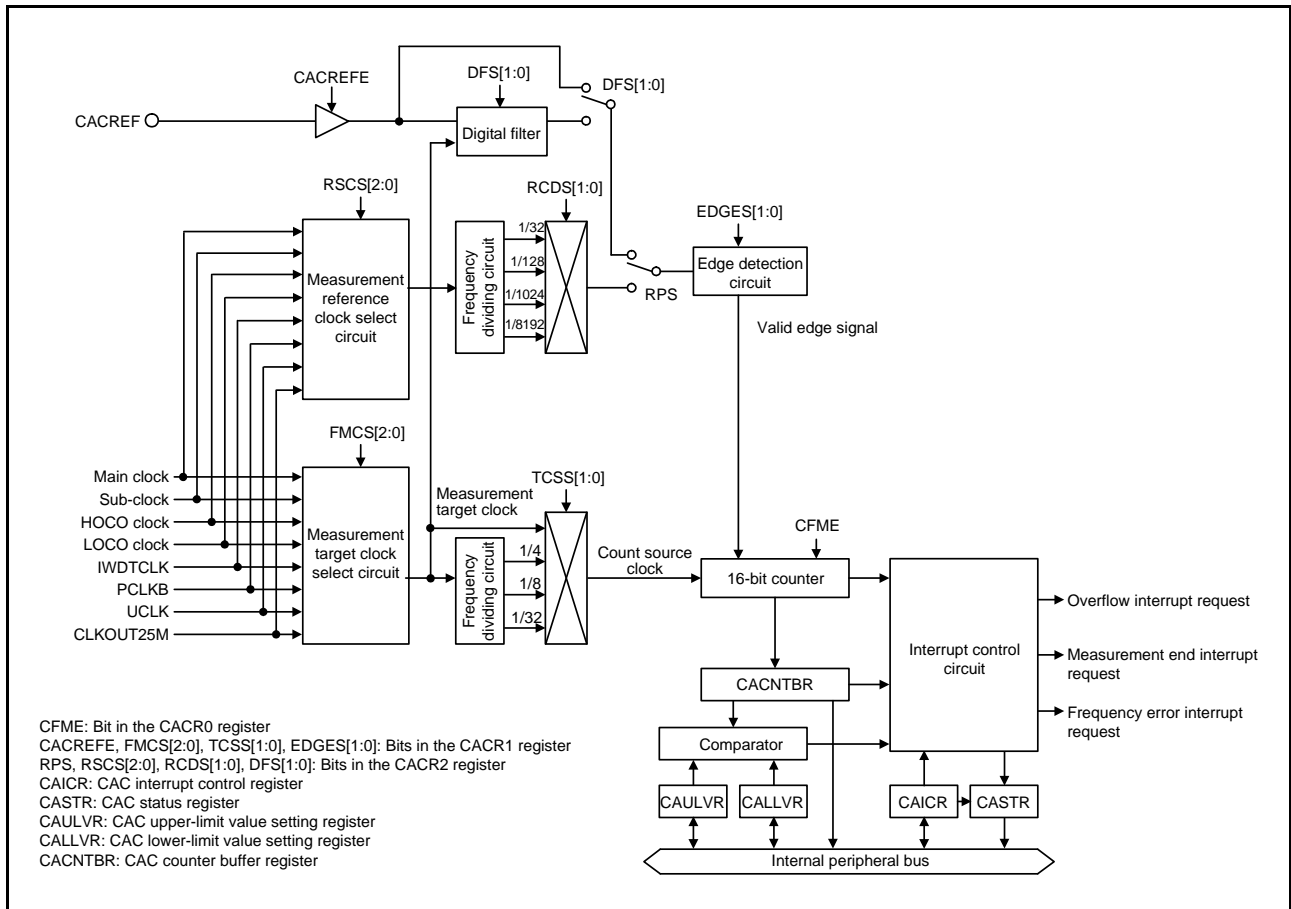 CACREFE
DFS[1:0]
DFS[1:0]
CACREF
Digital filter
RSCS[2:0]
RCDS[1:0]
EDGES[1:0]
Measurement
reference
clock select
circuit
Frequency
dividing circuit
1/32
1/128
1/1024
1/8192
RPS
Edge detection
circuit
Valid edge signal
FMCS[2:0]
Main clock
Sub-clock
HOCO clock
LOCO clock
IWDTCLK
PCLKB
UCLK
CLKOUT25M
Measurement
target clock
select circuit
Measurement
target clock
TCSS[1:0]
Frequency
dividing circuit
1/4
1/8
1/32
Count source
clock
CFME
16-bit counter
CACNTBR
Comparator
CAULVR
CALLVR
Interrupt control
circuit
CAICR
CASTR
Overflow interrupt request
Measurement end interrupt
request
Frequency error interrupt
request
Internal peripheral bus
CFME: Bit in the CACR0 register
CACREFE, FMCS[2:0], TCSS[1:0], EDGES[1:0]: Bits in the CACR1 register
RPS, RSCS[2:0], RCDS[1:0], DFS[1:0]: Bits in the CACR2 register
CAICR: CAC interrupt control register
CASTR: CAC status register
CAULVR: CAC upper-limit value setting register
CALLVR: CAC lower-limit value setting register
CACNTBR: CAC counter buffer register